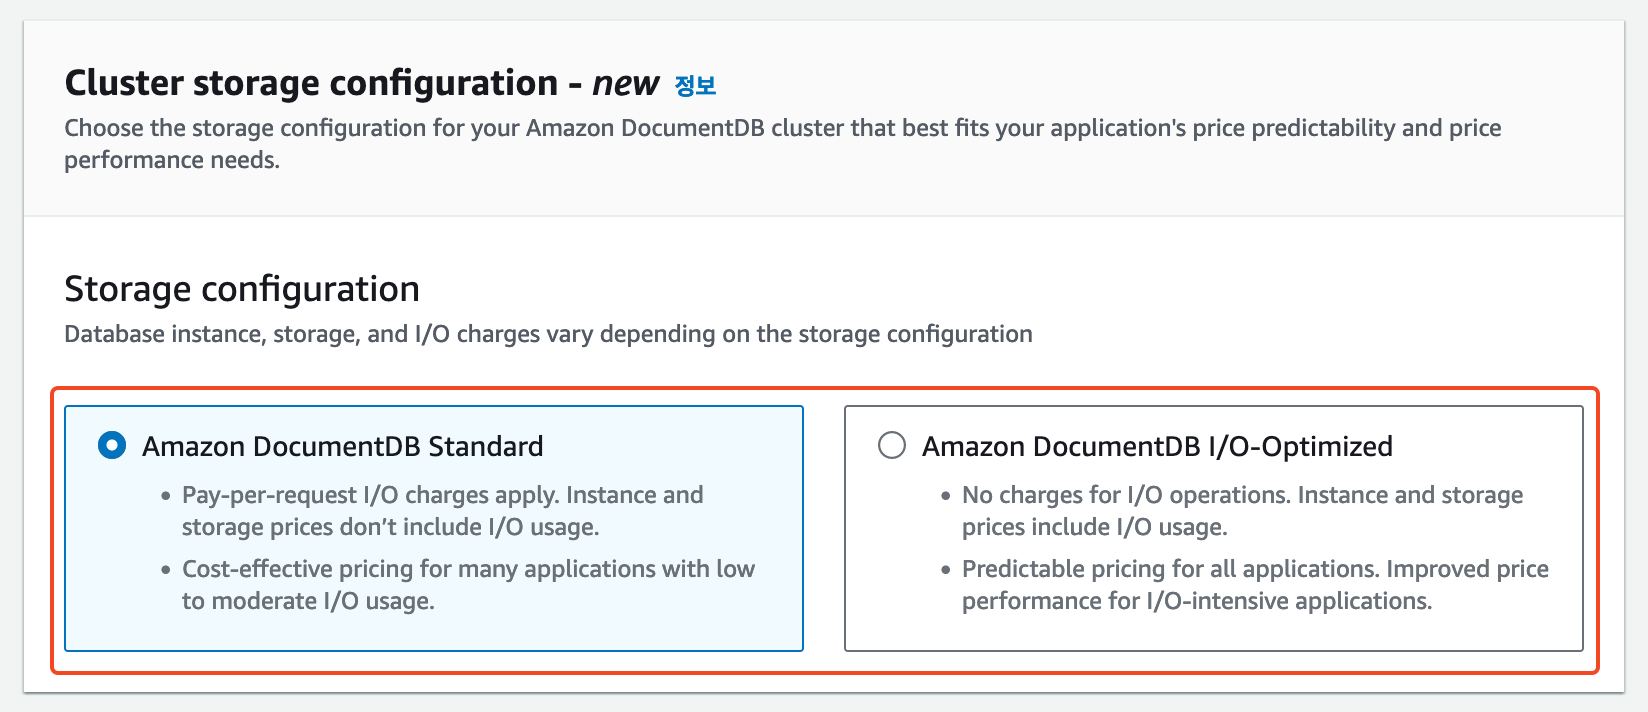 Cluster storage configuration - new 정보
Choose the storage configuration for your Amazon DocumentDB cluster that best fits your application's price predictability and price
performance needs.
Storage configuration
Database instance, storage, and I/O charges vary depending on the storage configuration
Amazon DocumentDB Standard
• Pay-per-request I/O charges apply. Instance and
storage prices don’t include I/O usage.
• Cost-effective pricing for many applications with low
to moderate I/O usage.
Amazon DocumentDB I/O-Optimized
• No charges for I/O operations. Instance and storage
prices include I/O usage.
• Predictable pricing for all applications. Improved price
performance for I/O-intensive applications.